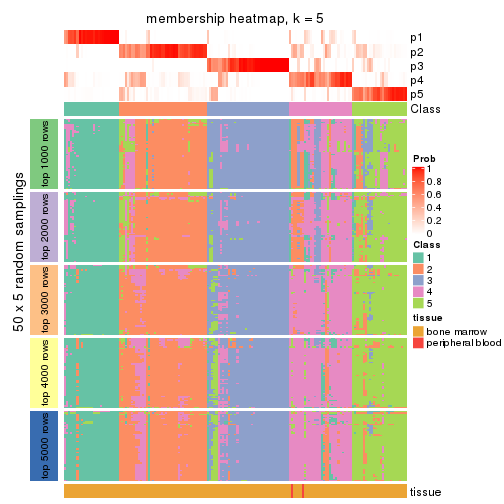 membership heatmap, k = 5
p1
p2
p3
p4
p5
Class
50 x 5 random samplings
top 1000 rows
top 2000 rows
top 3000 rows
top 4000 rows
top 5000 rows
tissue
Prob
1
0.8
0.6
0.4
0.2
0
Class
1
2
3
4
5
tissue
bone marrow
peripheral blood